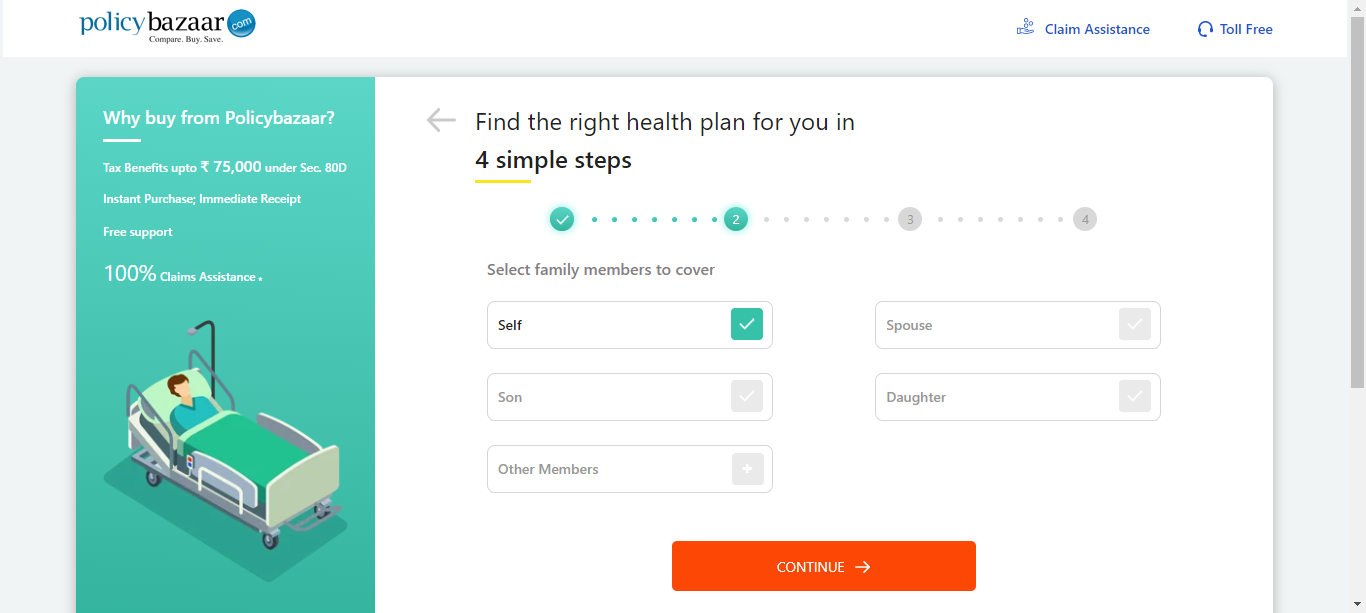 policybazaar com
Compare. Buy. Save.
Claim Assistance
Toll Free
Why buy from Policybazaar?
Tax Benefits upto ₹ 75,000 under Sec. 80D
Instant Purchase; Immediate Receipt
Free support
100% Claims Assistance *
Find the right health plan for you in
4 simple steps
2 3 4
Select family members to cover
Self
Spouse
Son
Daughter
Other Members
CONTINUE